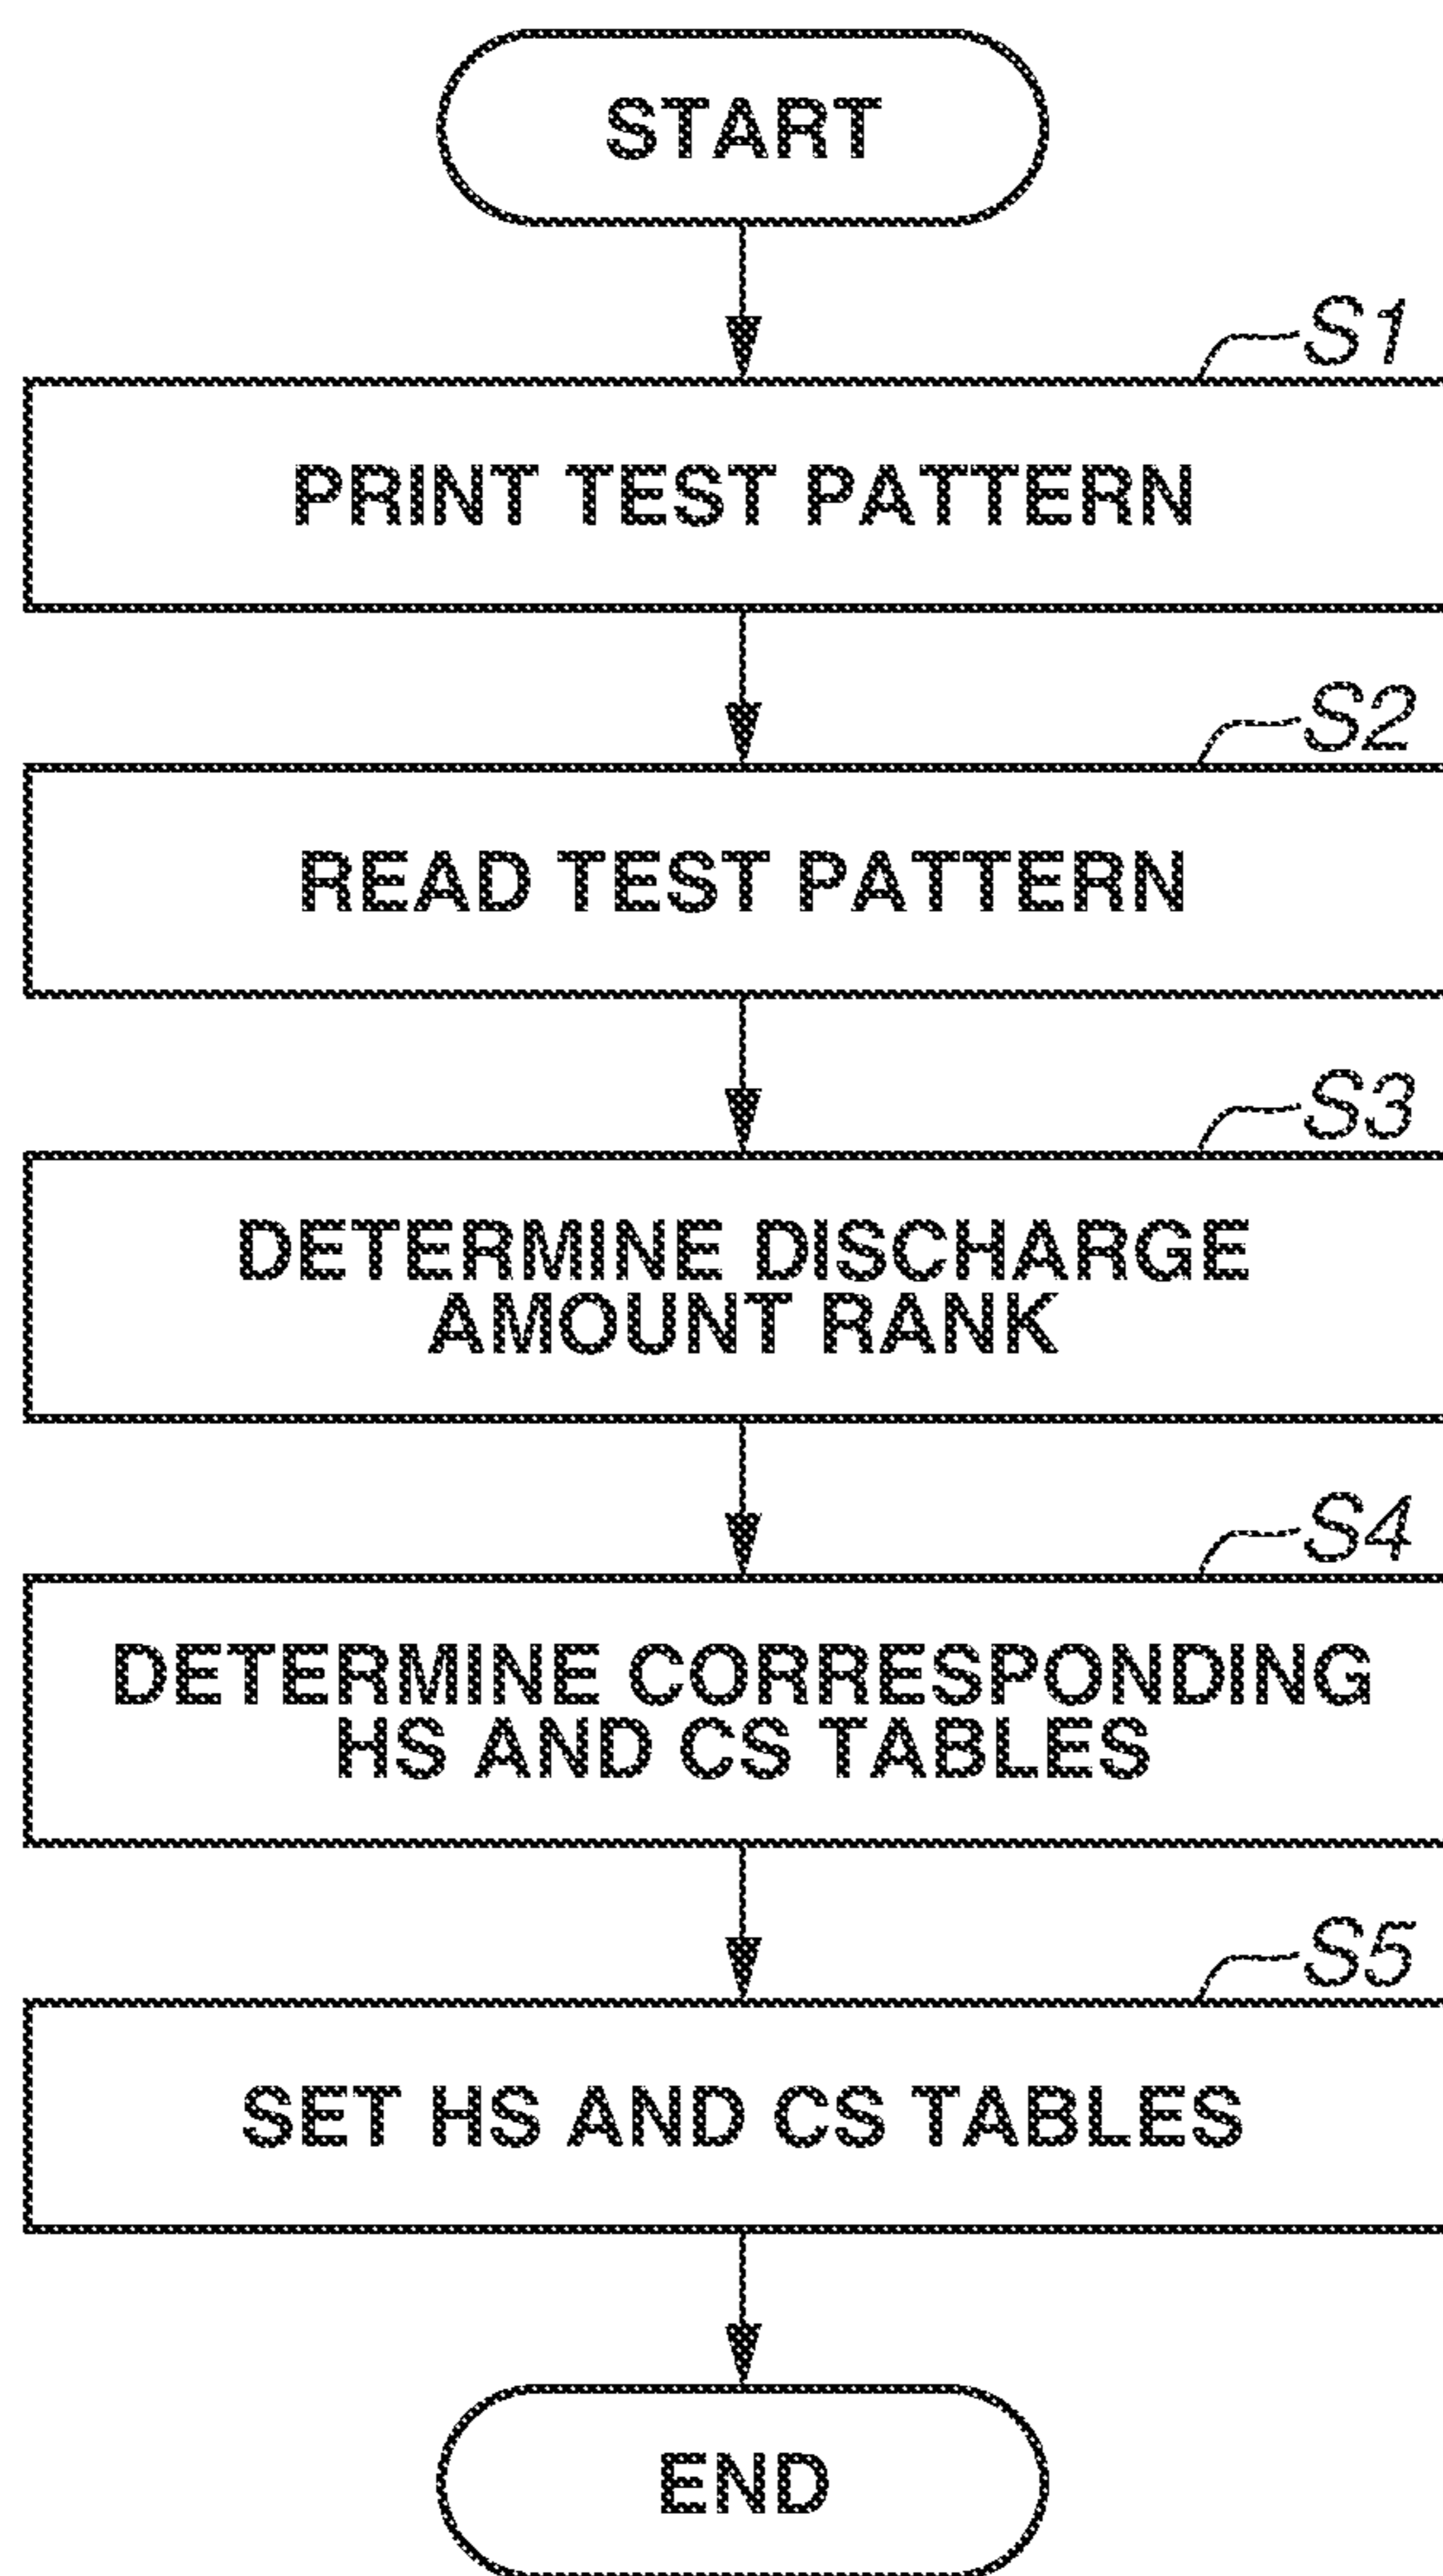 START
S1
PRINT TEST PATTERN
S2
READ TEST PATTERN
S3
DETERMINE DISCHARGE
AMOUNT RANK
S4
DETERMINE CORRESPONDING
HS AND CS TABLES
S5
SET HS AND CS TABLES
END